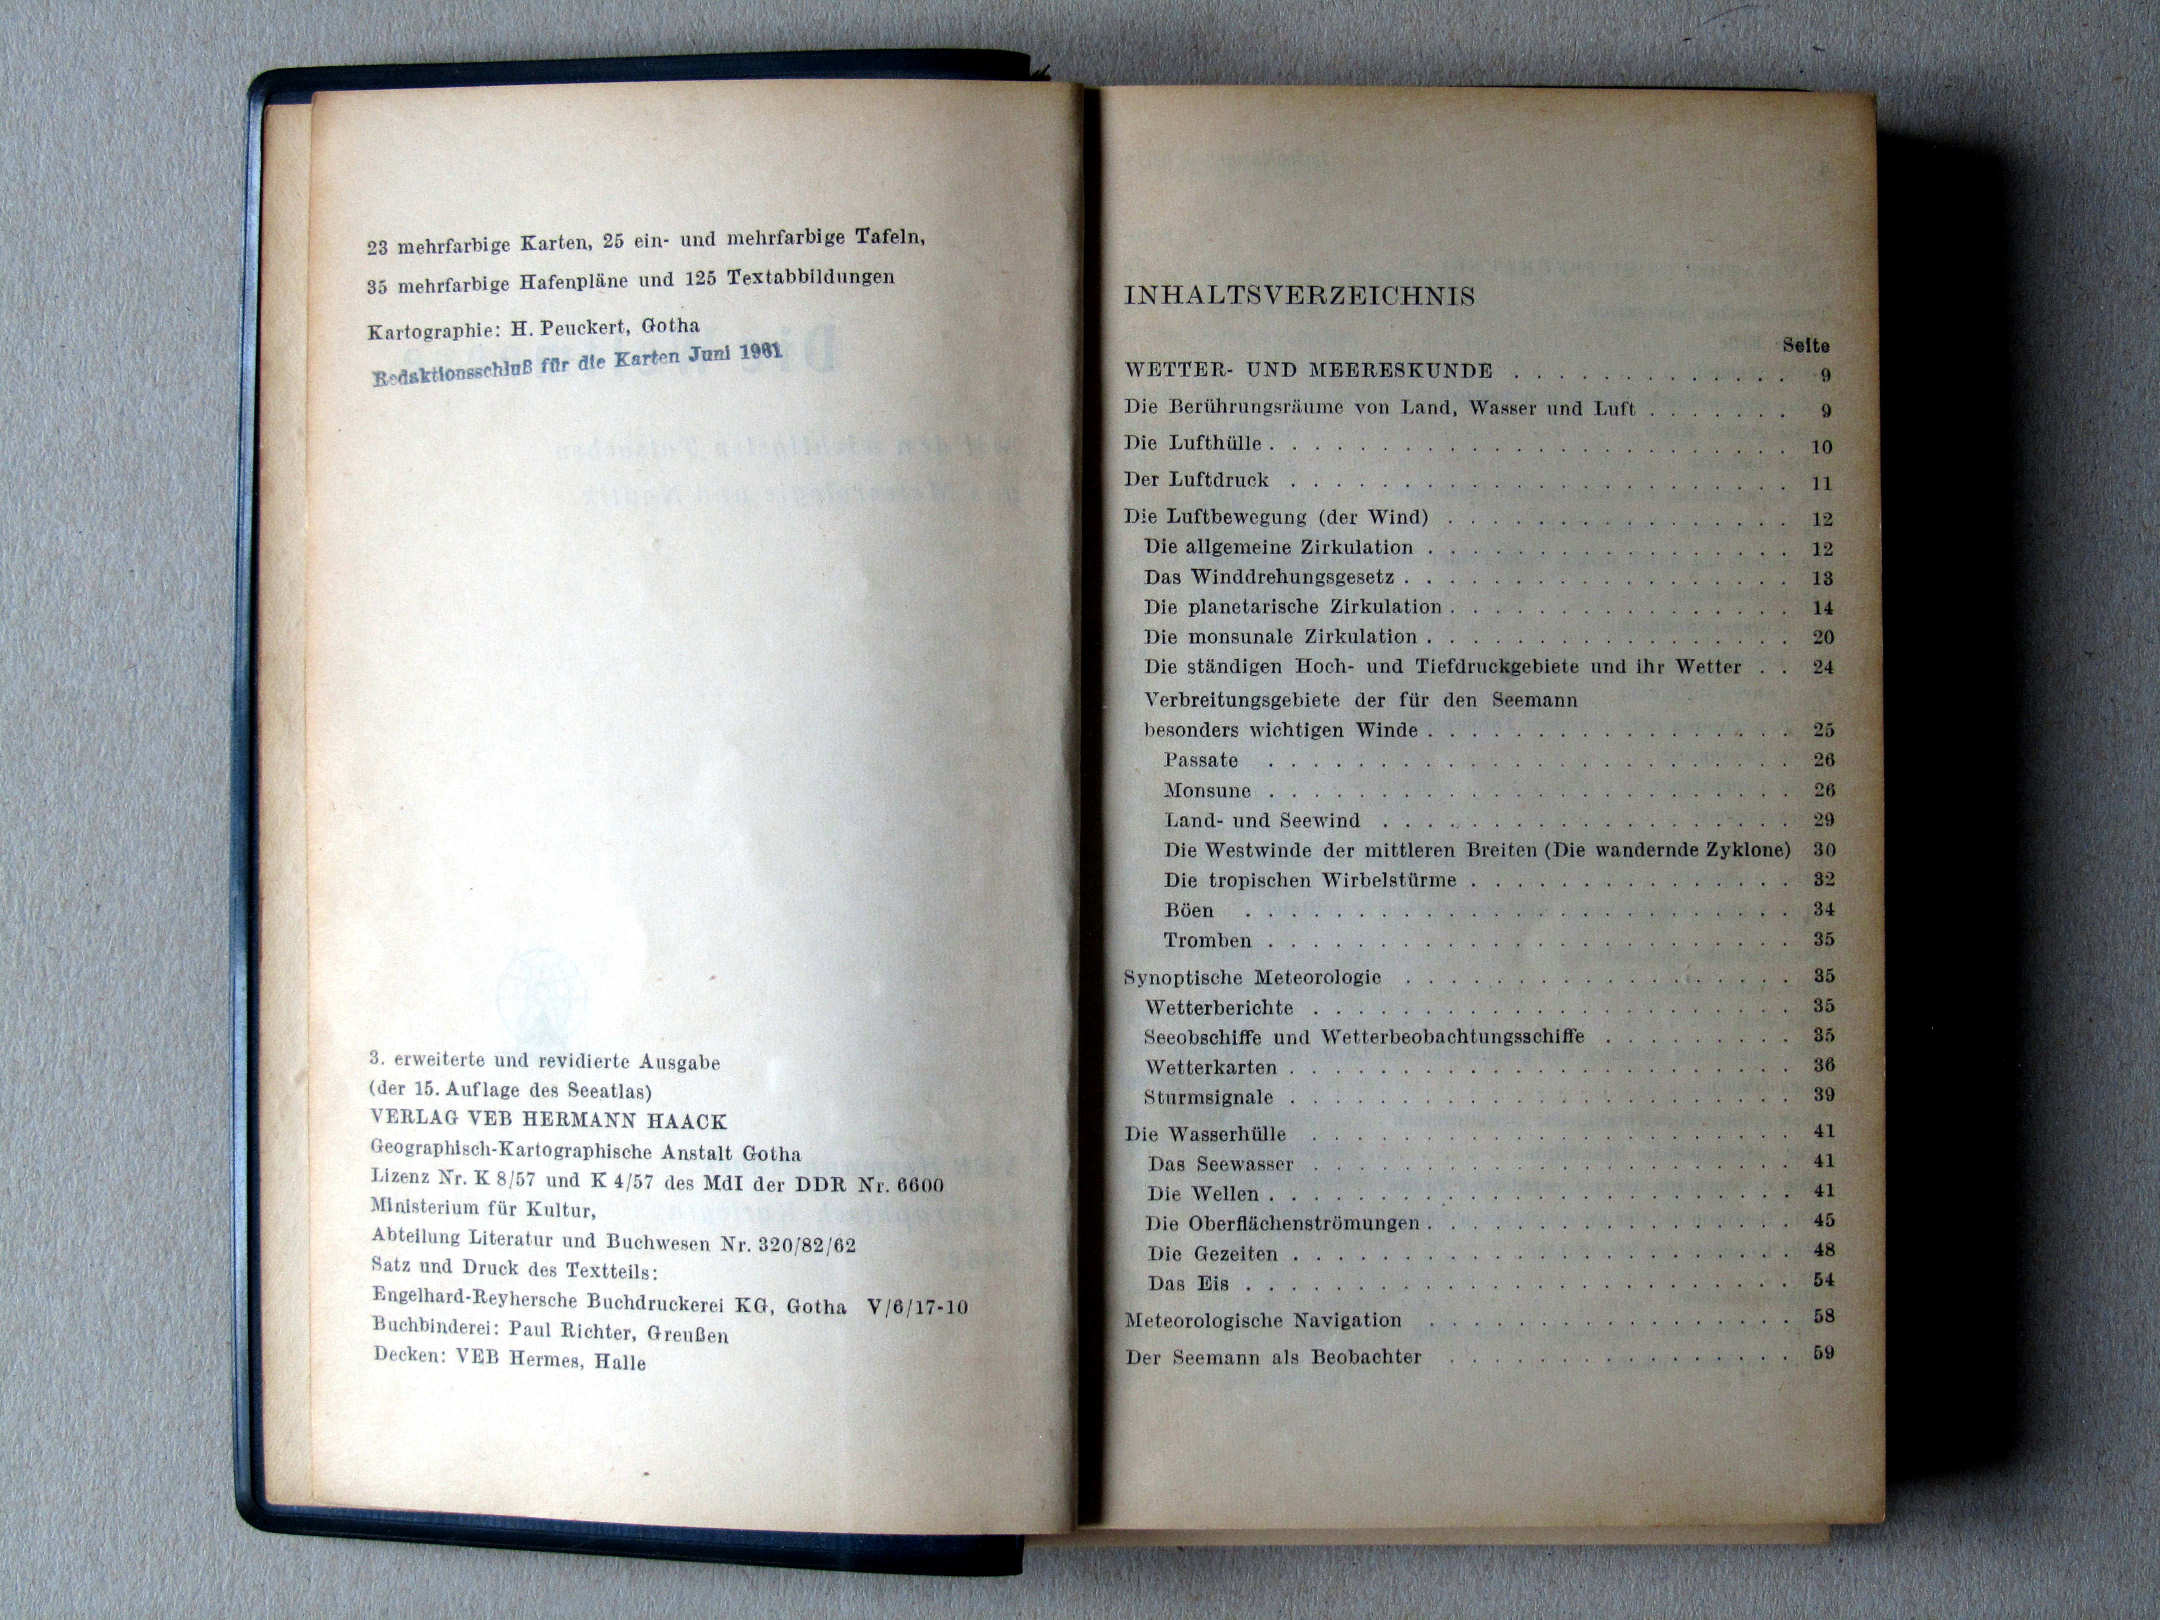 23 mehrfarbige Karten, 25 ein- und mehrfarbige Tafeln,
35 mehrfarbige Hafenpläne und 125 Textabbildungen
Kartographie: H. Peuckert, Gotha
Redaktionsschluß für die Karten Juni 1961
3. erweiterte und revidierte Ausgabe
(der 15. Auflage des Seeatlas)
VERLAG VEB HERMANN HAACK
Geographisch-Kartographische Anstalt Gotha
Lizenz Nr. K 8/57 und K 4/57 des MdI der DDR Nr. 6600
Ministerium für Kultur,
Abteilung Literatur und Buchwesen Nr. 320/82/62
Satz und Druck des Textteils:
Engelhard-Reyhersche Buchdruckerei KG, Gotha V/6/17-10
Buchbinderei: Paul Richter, Greußen
Decken: VEB Hermes, Halle
INHALTSVERZEICHNIS
Seite
WETTER- UND MEERESKUNDE . . . . . . . . . . . . . 9
Die Berührungsräume von Land, Wasser und Luft . . . . . . . 9
Die Lufthülle . . . . . . . . . . . . . . . . . . . . . . . . 10
Der Luftdruck . . . . . . . . . . . . . . . . . . . . . . . 11
Die Luftbewegung (der Wind) . . . . . . . . . . . . . . . . 12
Die allgemeine Zirkulation . . . . . . . . . . . . . . . . . 12
Das Winddrehungsgesetz . . . . . . . . . . . . . . . . . . 13
Die planetarische Zirkulation . . . . . . . . . . . . . . . . 14
Die monsunale Zirkulation . . . . . . . . . . . . . . . . . 20
Die ständigen Hoch- und Tiefdruckgebiete und ihr Wetter . . 24
Verbreitungsgebiete der für den Seemann
besonders wichtigen Winde . . . . . . . . . . . . . . . . . 25
Passate . . . . . . . . . . . . . . . . . . . . . . . . 26
Monsune . . . . . . . . . . . . . . . . . . . . . . . . 26
Land- und Seewind . . . . . . . . . . . . . . . . . . . 29
Die Westwinde der mittleren Breiten (Die wandernde Zyklone) 30
Die tropischen Wirbelstürme . . . . . . . . . . . . . . . 32
Böen . . . . . . . . . . . . . . . . . . . . . . . . . 34
Tromben . . . . . . . . . . . . . . . . . . . . . . . . 35
Synoptische Meteorologie . . . . . . . . . . . . . . . . . . 35
Wetterberichte . . . . . . . . . . . . . . . . . . . . . . 35
Seeobschiffe und Wetterbeobachtungsschiffe . . . . . . . . . 35
Wetterkarten . . . . . . . . . . . . . . . . . . . . . . . 36
Sturmsignale . . . . . . . . . . . . . . . . . . . . . . . 39
Die Wasserhülle . . . . . . . . . . . . . . . . . . . . . . 41
Das Seewasser . . . . . . . . . . . . . . . . . . . . . . 41
Die Wellen . . . . . . . . . . . . . . . . . . . . . . . . 41
Die Oberflächenströmungen . . . . . . . . . . . . . . . . . 45
Die Gezeiten . . . . . . . . . . . . . . . . . . . . . . . 48
Das Eis . . . . . . . . . . . . . . . . . . . . . . . . . 54
Meteorologische Navigation . . . . . . . . . . . . . . . . . 58
Der Seemann als Beobachter . . . . . . . . . . . . . . . . 59